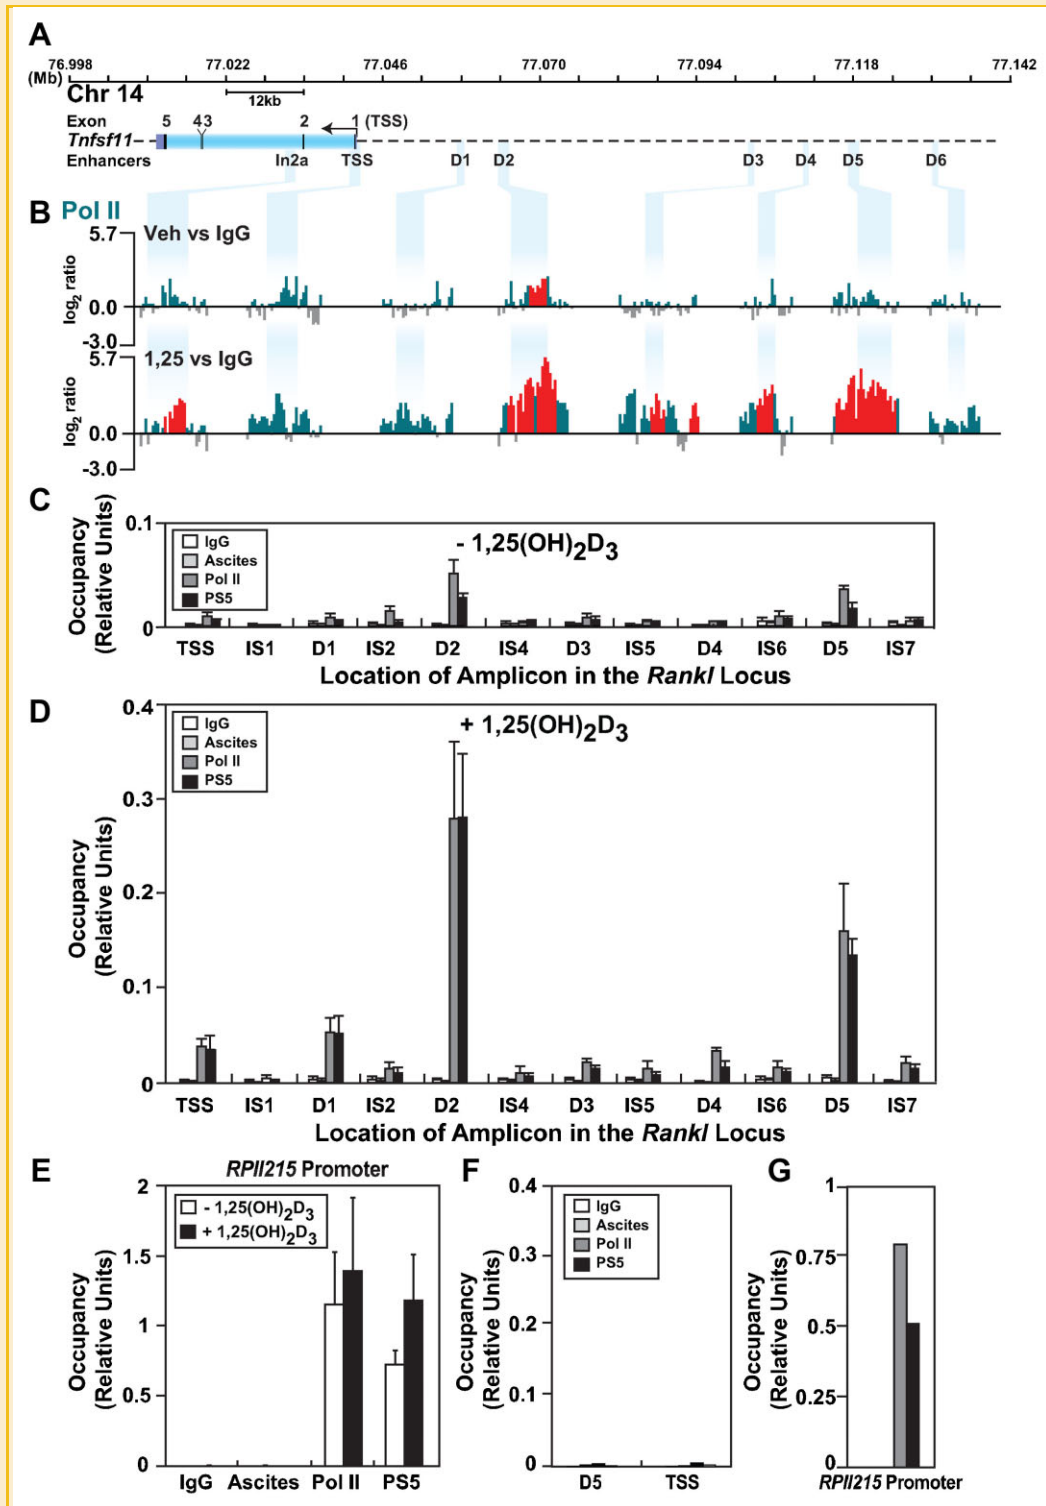 A
76.998 77.022 77.046 77.070 77.094 77.118 77.142
(Mb)
Chr 14
12kb
Exon 5 43 2 1 (TSS)
Tnfsf11
Enhancers In2a TSS D1 D2 D3 D4 D5 D6
B Pol II
5.7
Veh vs IgG
log2 ratio
0.0
-3.0
5.7
1,25 vs IgG
log2 ratio
0.0
-3.0
C
Occupancy
(Relative Units)
0.1
0
IgG
Ascites
Pol II
PS5
- 1,25(OH)2D3
TSS IS1 D1 IS2 D2 IS4 D3 IS5 D4 IS6 D5 IS7
Location of Amplicon in the Rankl Locus
D
Occupancy
(Relative Units)
0.4
0.3
0.2
0.1
0
IgG
Ascites
Pol II
PS5
+ 1,25(OH)2D3
TSS IS1 D1 IS2 D2 IS4 D3 IS5 D4 IS6 D5 IS7
Location of Amplicon in the Rankl Locus
E
RPII215 Promoter
Occupancy
(Relative Units)
2
1.5
1
0.5
0
- 1,25(OH)2D3
+ 1,25(OH)2D3
IgG Ascites Pol II PS5
F
Occupancy
(Relative Units)
0.4
0.3
0.2
0.1
0
IgG
Ascites
Pol II
PS5
D5 TSS
G
Occupancy
(Relative Units)
1
0.75
0.5
0.25
0
RPII215 Promoter